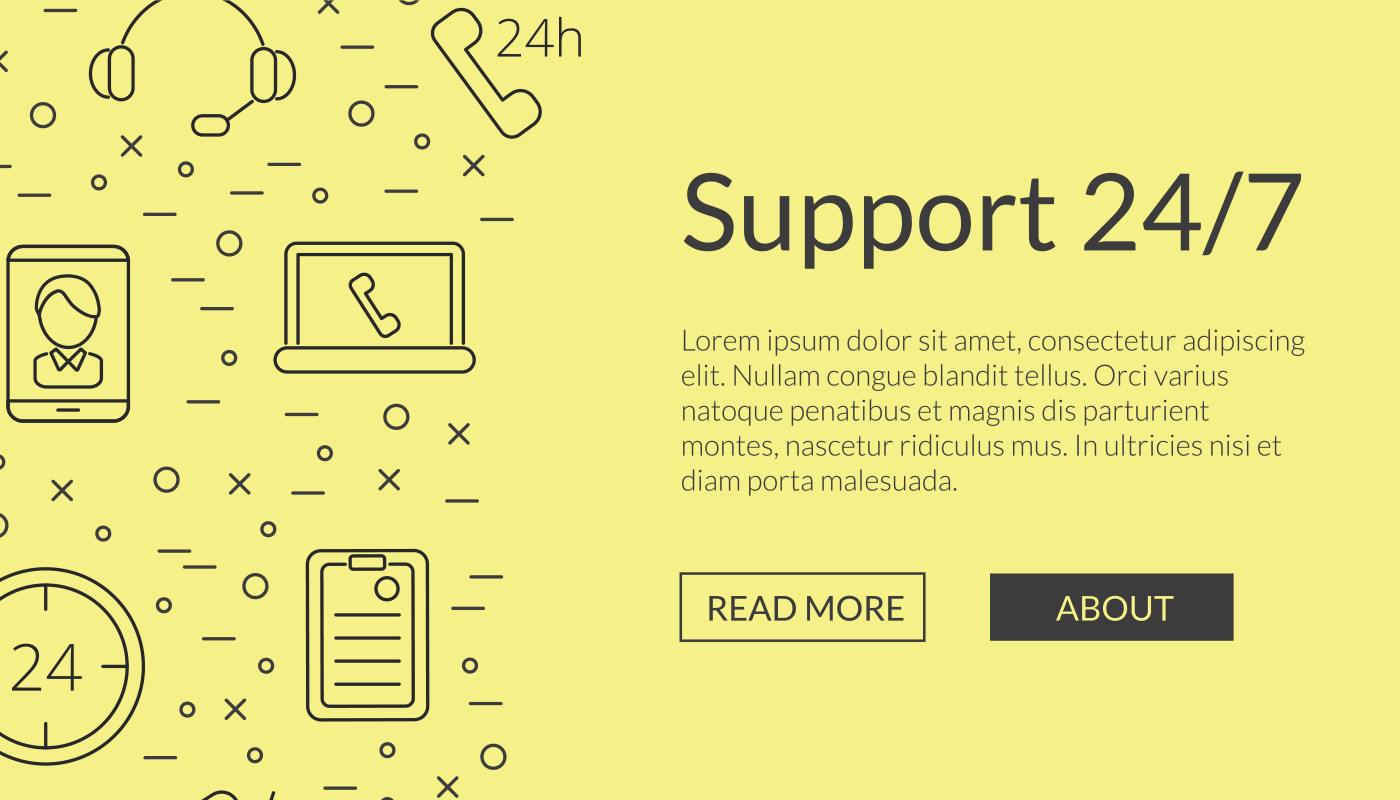 24h
Support 24/7
Lorem ipsum dolor sit amet, consectetur adipiscing
elit. Nullam congue blandit tellus. Orci varius
natoque penatibus et magnis dis parturient
montes, nascetur ridiculus mus. In ultricies nisi et
diam porta malesuada.
READ MORE
ABOUT
24